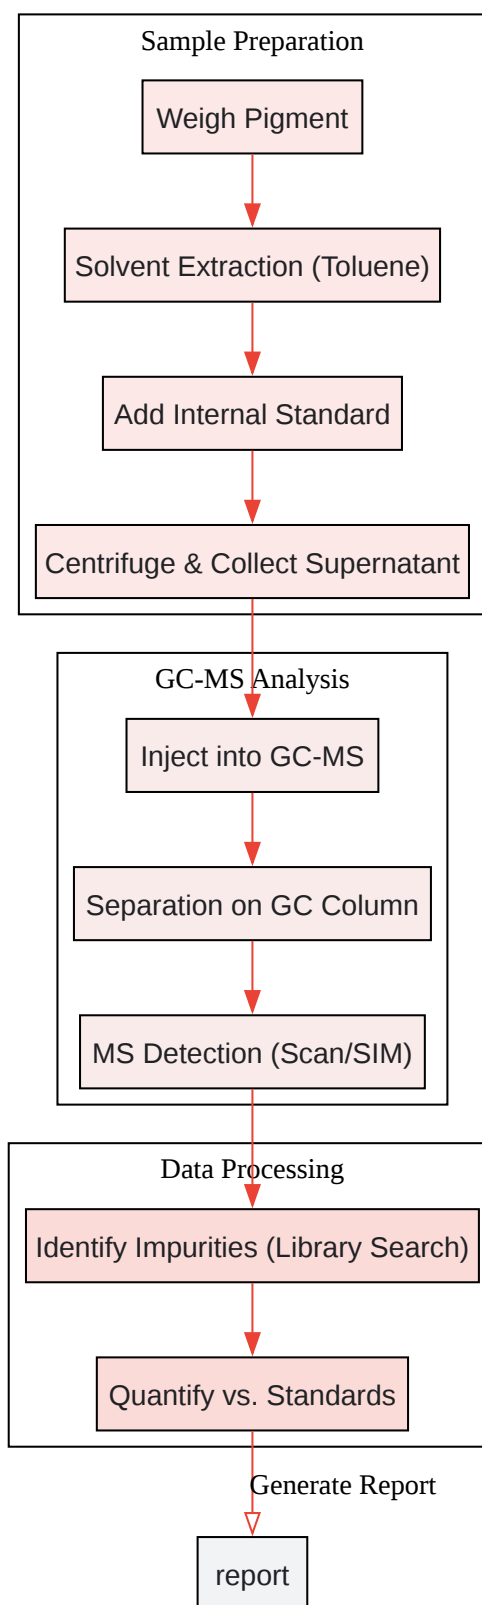 Sample Preparation
Weigh Pigment
Solvent Extraction (Toluene)
Add Internal Standard
Centrifuge & Collect Supernatant
GC-MS Analysis
Inject into GC-MS
Separation on GC Column
MS Detection (Scan/SIM)
Data Processing
Identify Impurities (Library Search)
Quantify vs. Standards
Generate Report
report